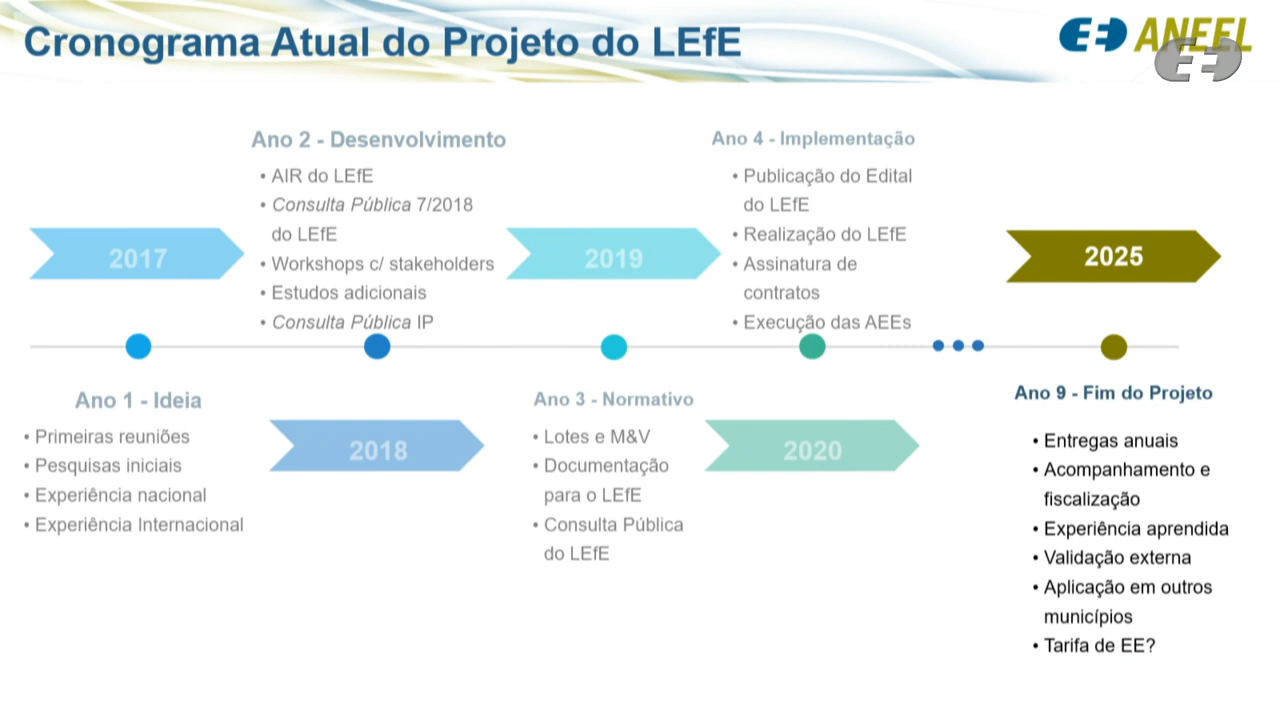 Cronograma Atual do Projeto do LEfE
ANEEL
Ano 2 - Desenvolvimento
• AIR do LEfE
• Consulta Pública 7/2018
do LEfE
• Workshops c/ stakeholders
• Estudos adicionais
• Consulta Pública IP
Ano 4 - Implementação
• Publicação do Edital
do LEfE
• Realização do LEfE
• Assinatura de
contratos
• Execução das AEEs
2017
2019
2025
Ano 1 - Ideia
• Primeiras reuniões
• Pesquisas iniciais
• Experiência nacional
• Experiência Internacional
2018
Ano 3 - Normativo
• Lotes e M&V
• Documentação
para o LEfE
• Consulta Pública
do LEfE
2020
Ano 9 - Fim do Projeto
• Entregas anuais
• Acompanhamento e
fiscalização
• Experiência aprendida
• Validação externa
• Aplicação em outros
municípios
• Tarifa de EE?